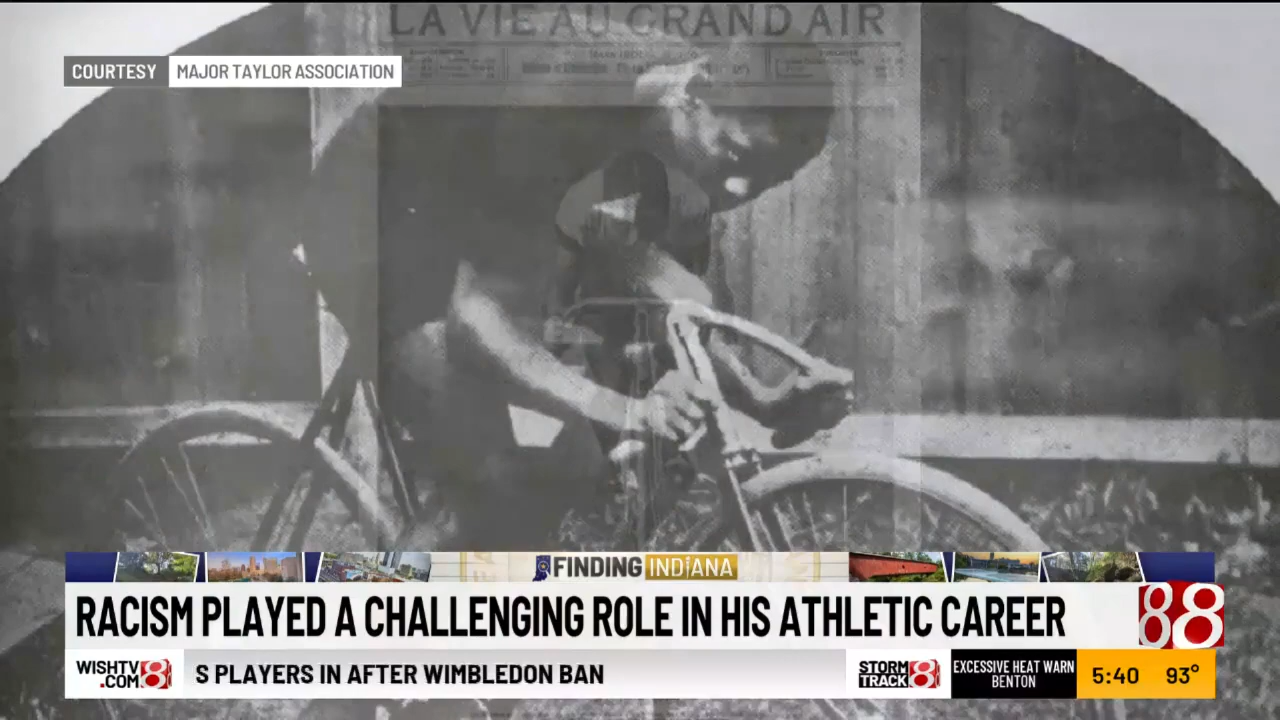 LA VIE AU GRAND AIR
COURTESY
MAJOR TAYLOR ASSOCIATION
FINDING INDIANA
RACISM PLAYED A CHALLENGING ROLE IN HIS ATHLETIC CAREER
88
WISHTV.COM 8
S PLAYERS IN AFTER WIMBLEDON BAN
STORM TRACK 8
EXCESSIVE HEAT WARN
BENTON
5:40 93°